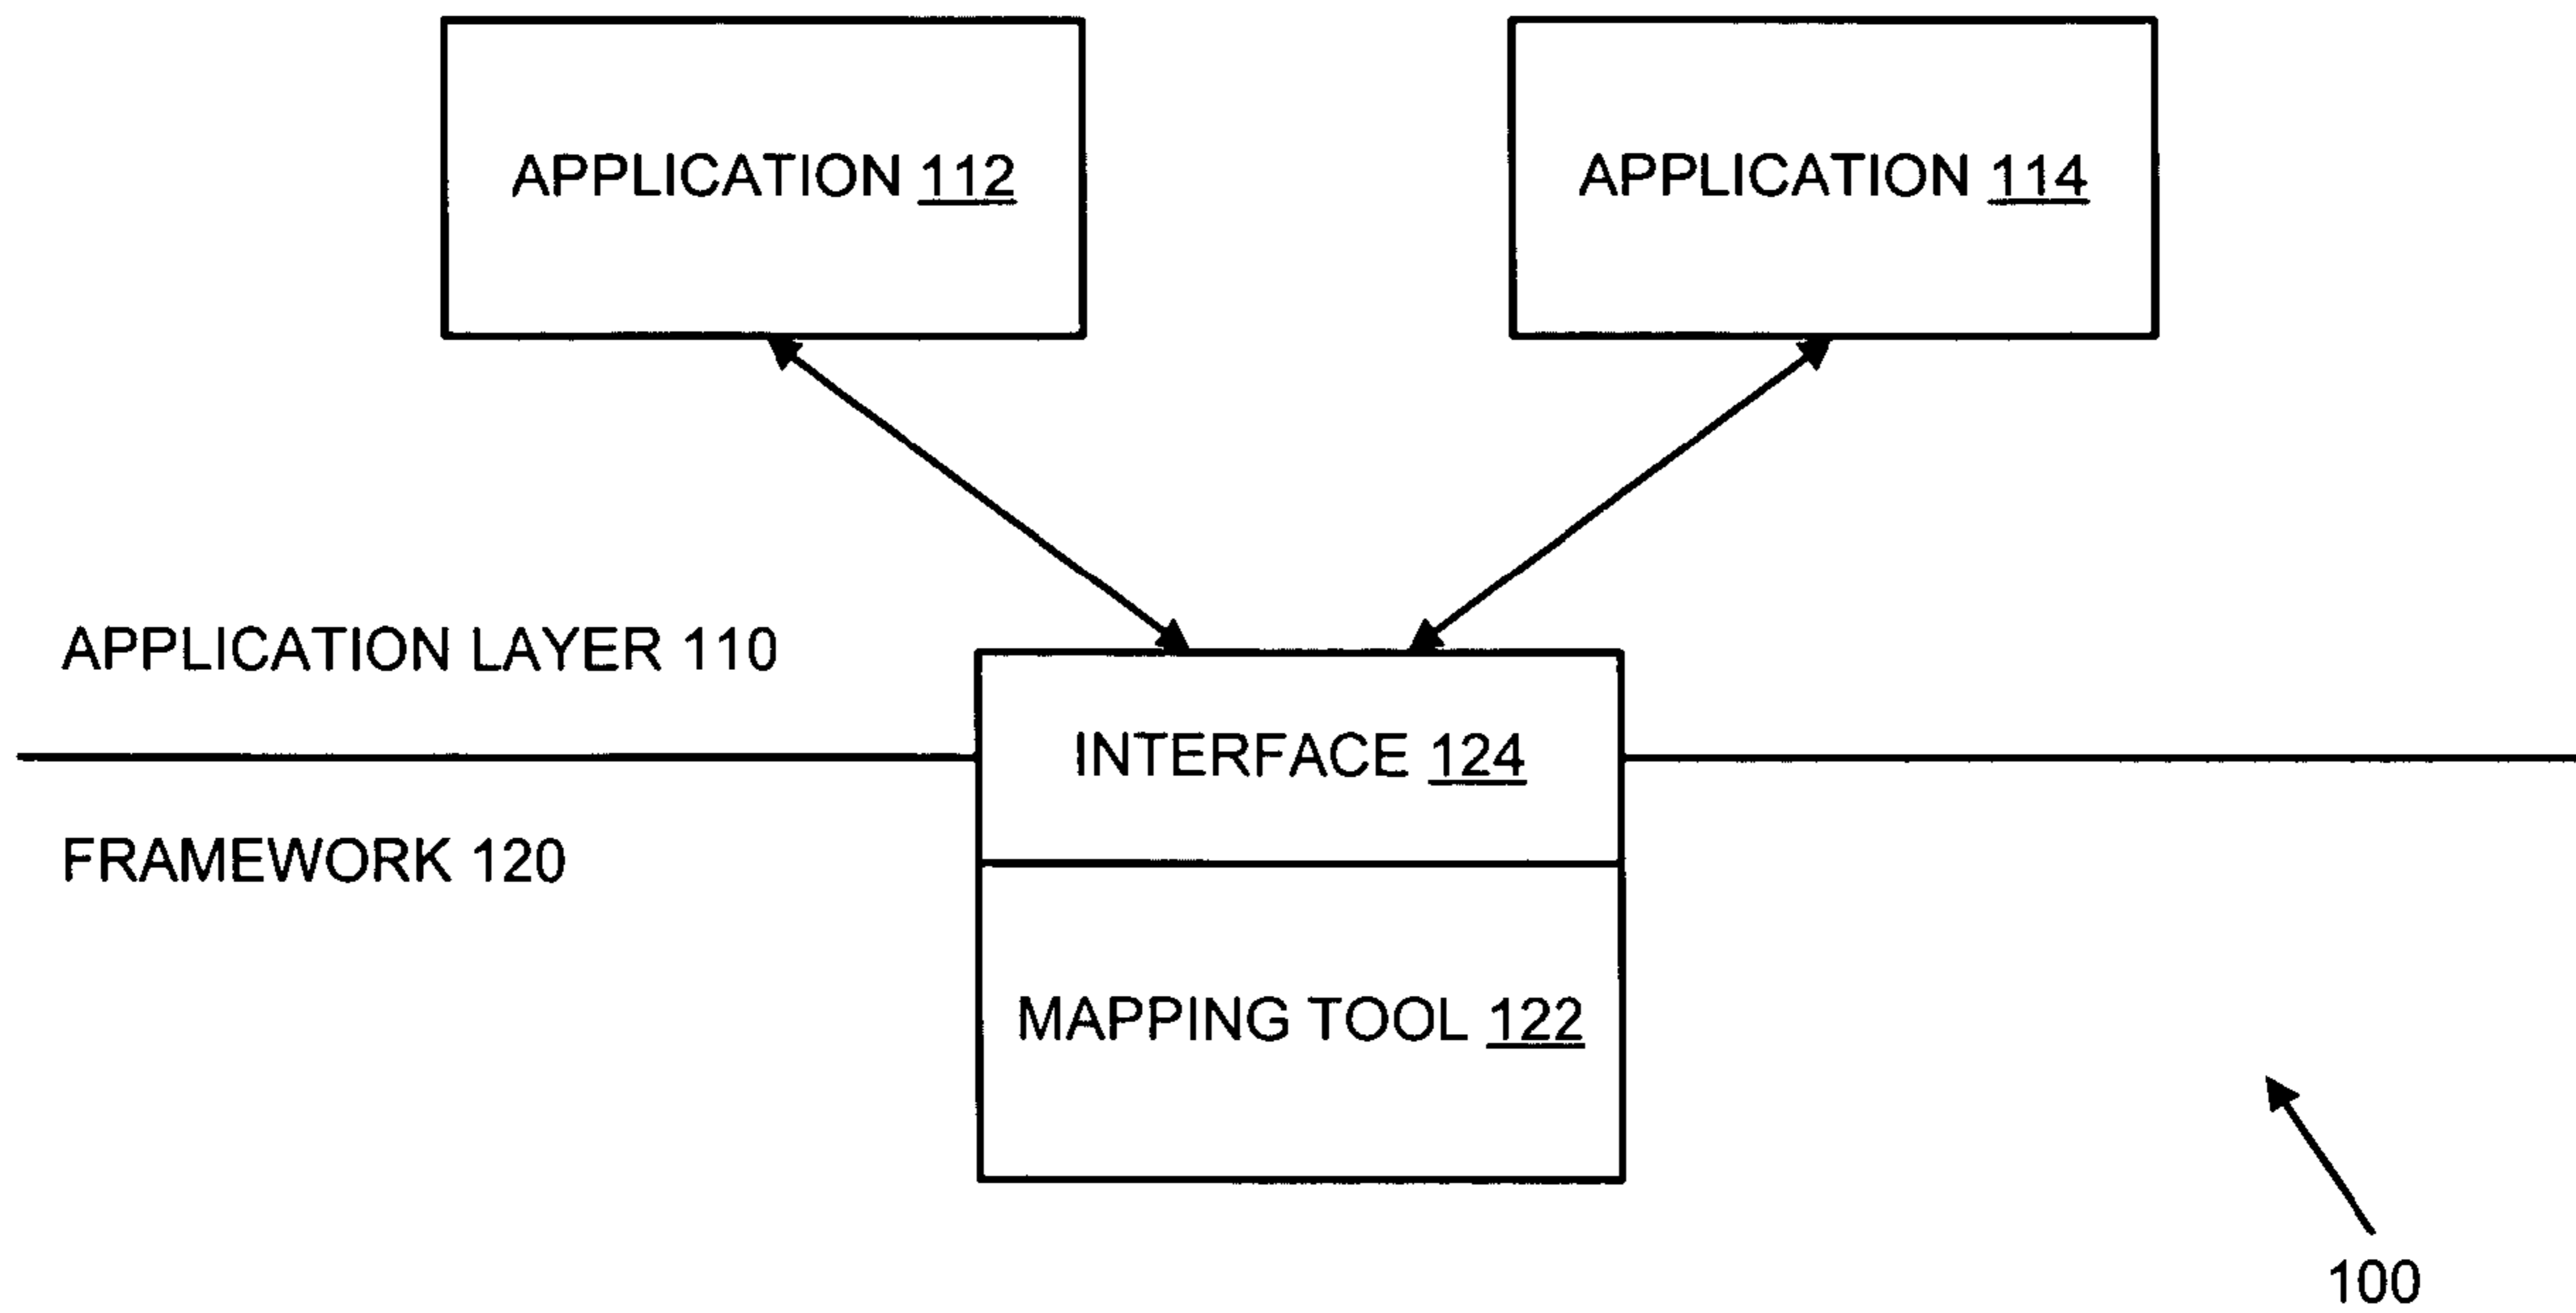 APPLICATION 112
APPLICATION 114
APPLICATION LAYER 110
INTERFACE 124
FRAMEWORK 120
MAPPING TOOL 122
100